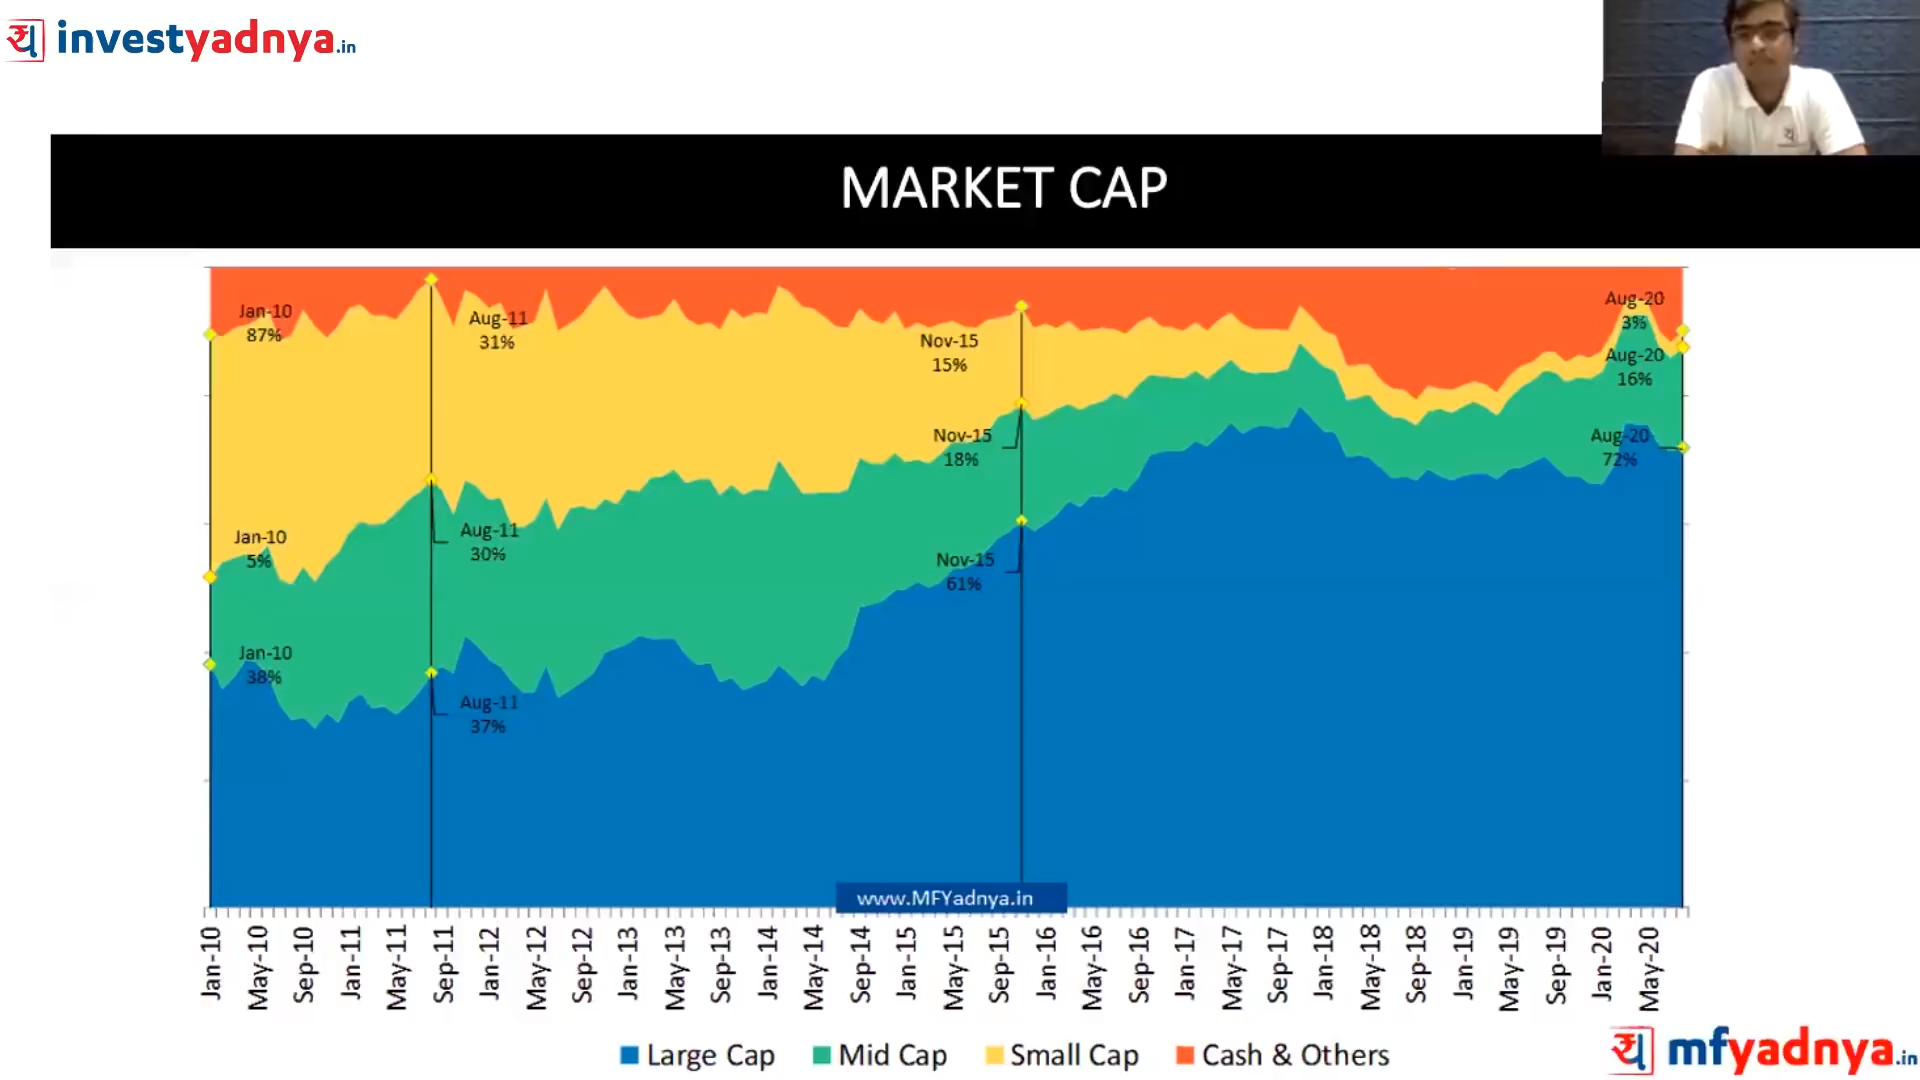 investyadnya.in
MARKET CAP
Jan-10
87%
Jan-10
5%
Jan-10
38%
Aug-11
31%
Aug-11
30%
Aug-11
37%
Nov-15
15%
Nov-15
18%
Nov-15
61%
Aug-20
3%
Aug-20
16%
Aug-20
72%
www.MFYadnya.in
Jan-10 May-10 Sep-10 Jan-11 May-11 Sep-11 Jan-12 May-12 Sep-12 Jan-13 May-13 Sep-13 Jan-14 May-14 Sep-14 Jan-15 May-15 Sep-15 Jan-16 May-16 Sep-16 Jan-17 May-17 Sep-17 Jan-18 May-18 Sep-18 Jan-19 May-19 Sep-19 Jan-20 May-20
Large Cap Mid Cap Small Cap Cash & Others
mfyadnya.in